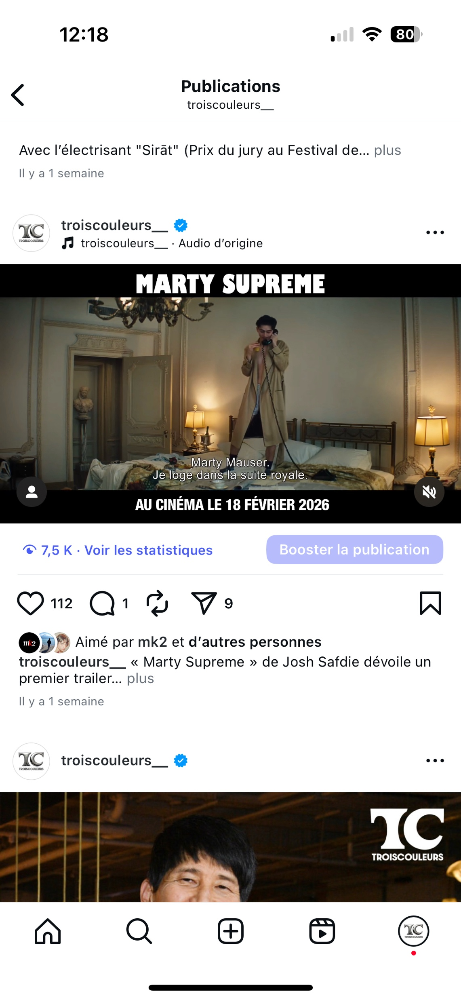 12:18
80
Publications
troiscouleurs__
Avec l’électrisant "Sirāt" (Prix du jury au Festival de... plus
Il y a 1 semaine
TC
TROISCOULEURS
troiscouleurs__
troiscouleurs__ · Audio d’origine
MARTY SUPREME
Marty Mauser.
Je loge dans la suite royale.
AU CINÉMA LE 18 FÉVRIER 2026
7,5 K · Voir les statistiques
Booster la publication
112
1
9
mk2
Aimé par mk2 et d’autres personnes
troiscouleurs__ « Marty Supreme » de Josh Safdie dévoile un
premier trailer... plus
Il y a 1 semaine
TC
TROISCOULEURS
troiscouleurs__
TC
TROISCOULEURS
TC
TROISCOULEURS